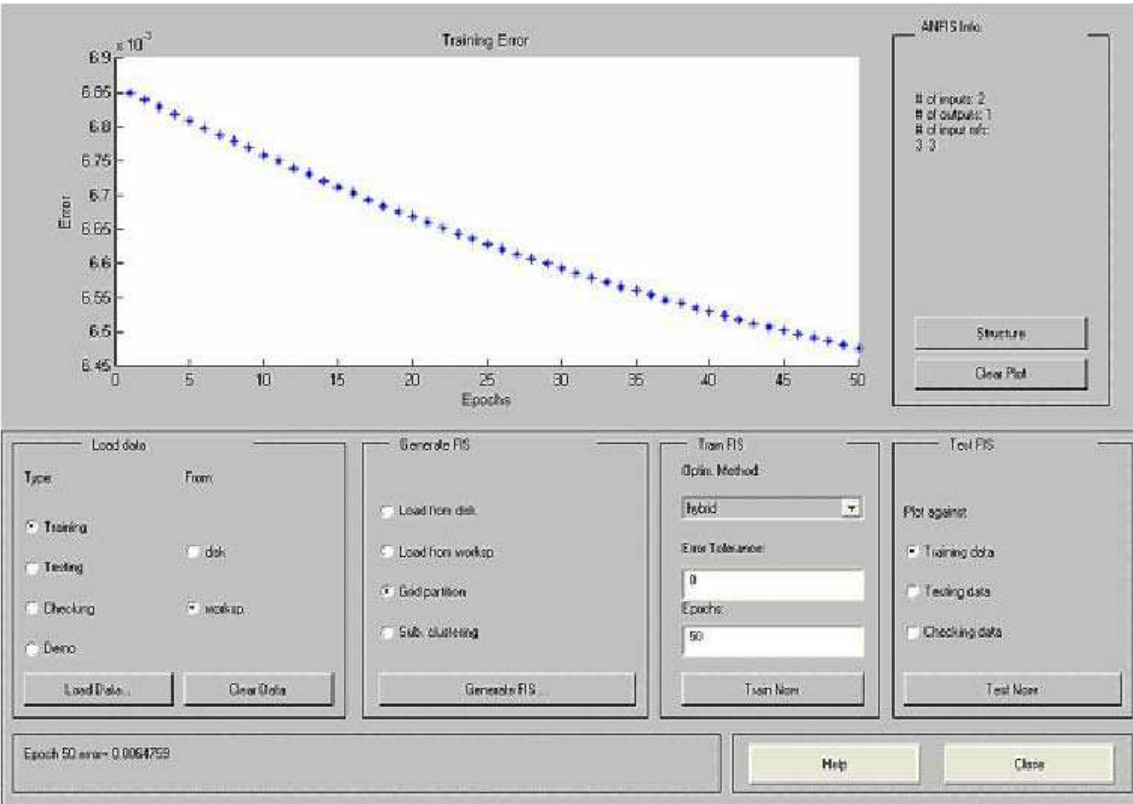 Training Error
x 10^-3
6.9
6.85
6.8
6.75
6.7
6.65
6.6
6.55
6.5
6.45
Error
0 5 10 15 20 25 30 35 40 45 50
Epochs
ANFIS Info.
# of inputs: 2
# of outputs: 1
# of input mfs:
3 3
Structure
Clear Plot
Load data
Type:
From:
Training
Testing
Checking
Demo
disk
worksp.
Load Data...
Clear Data
Generate FIS
Load from disk
Load from worksp.
Grid partition
Sub. clustering
Generate FIS ...
Train FIS
Optim. Method:
hybrid
Error Tolerance:
0
Epochs:
50
Train Now
Test FIS
Plot against:
Training data
Testing data
Checking data
Test Now
Epoch 50:error= 0.0064759
Help
Close